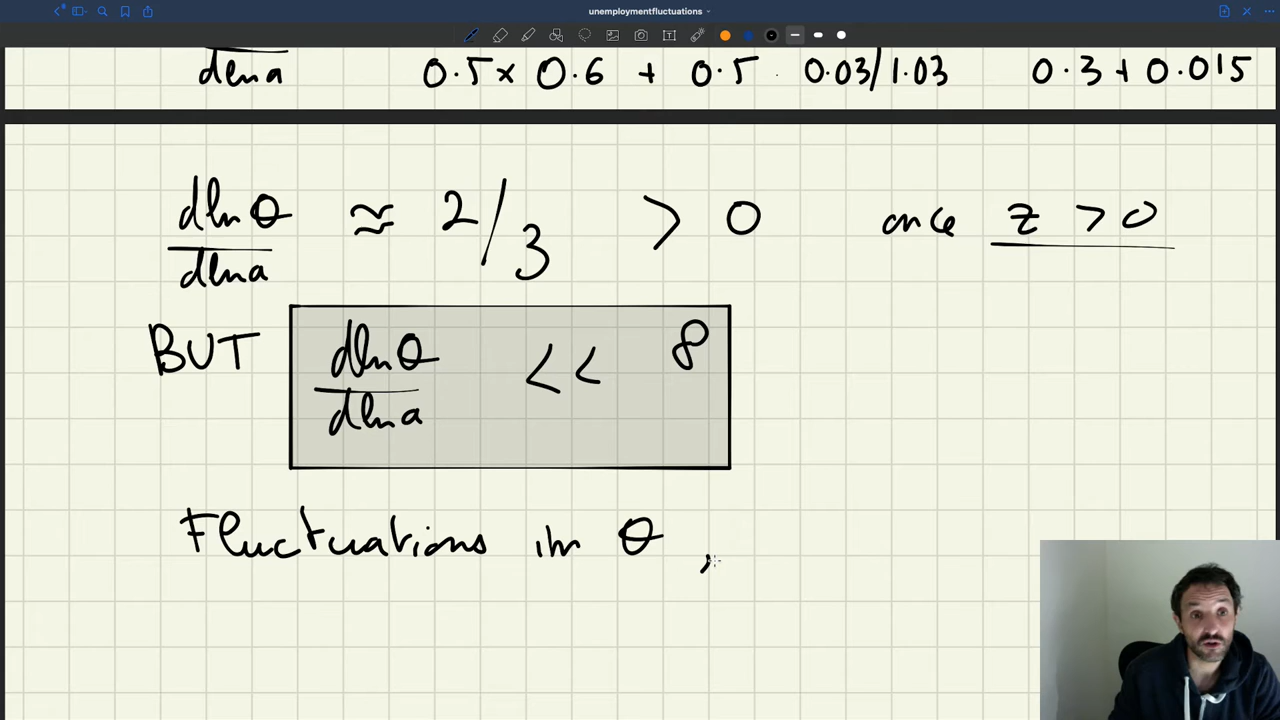 unemploymentfluctuations
dlna 0.5 x 0.6 + 0.5 . 0.03/1.03 0.3 + 0.015
dlnθ / dlna ≈ 2/3 > 0 once z > 0
BUT dlnθ / dlna << 8
Fluctuations in θ ,